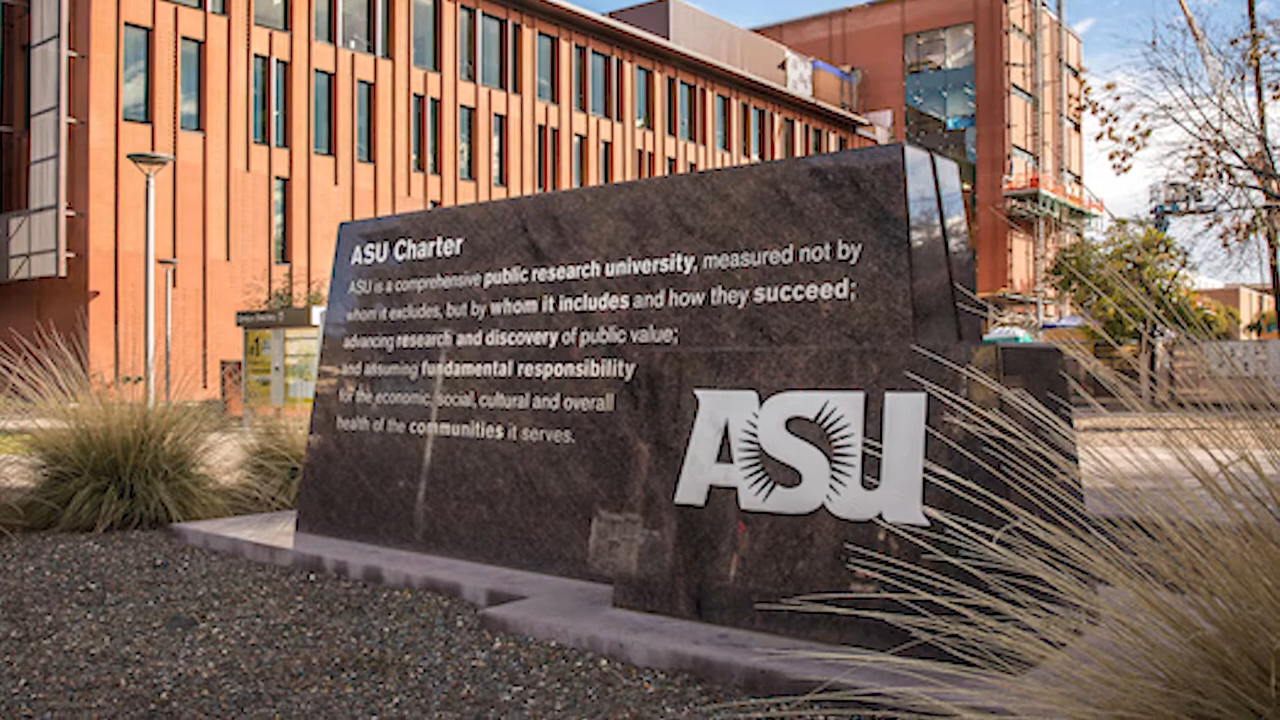 ASU Charter
ASU is a comprehensive public research university, measured not by
whom it excludes, but by whom it includes and how they succeed;
advancing research and discovery of public value;
and assuming fundamental responsibility
for the economic, social, cultural and overall
health of the communities it serves.
ASU